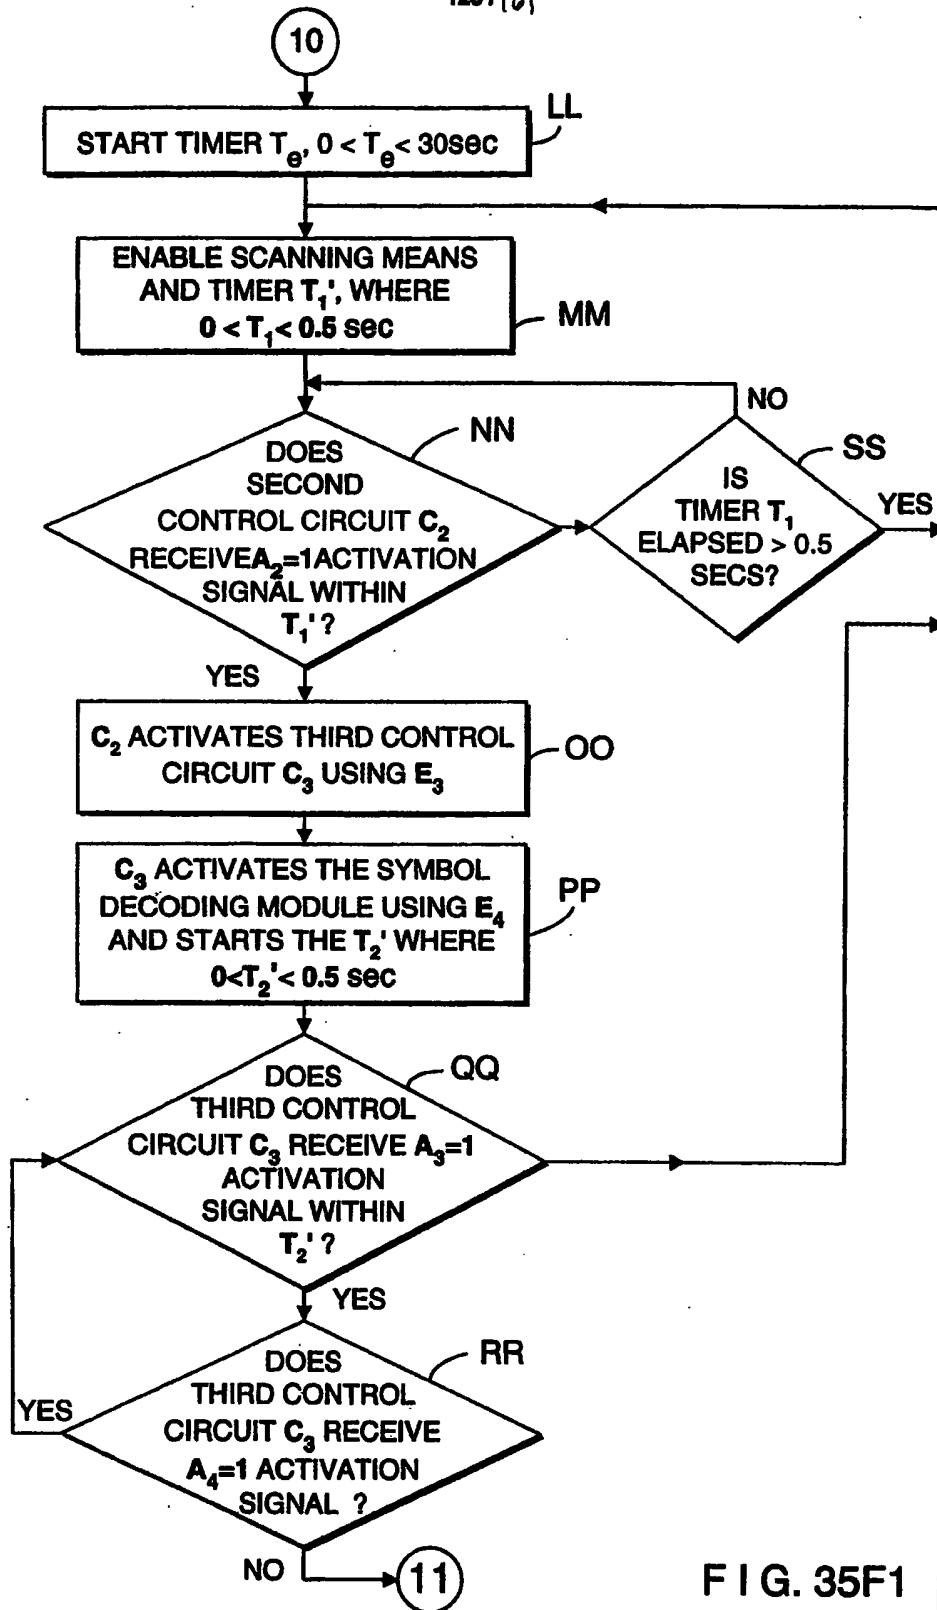 10
LL
START TIMER Tₑ, 0 < Tₑ < 30sec
ENABLE SCANNING MEANS
AND TIMER T₁', WHERE
0 < T₁ < 0.5 sec
MM
NO
NN
DOES
SECOND
CONTROL CIRCUIT C₂
RECEIVEA₂=1ACTIVATION
SIGNAL WITHIN
T₁' ?
SS
IS
TIMER T₁
ELAPSED > 0.5
SECS?
YES
YES
C₂ ACTIVATES THIRD CONTROL
CIRCUIT C₃ USING E₃
OO
C₃ ACTIVATES THE SYMBOL
DECODING MODULE USING E₄
AND STARTS THE T₂' WHERE
0<T₂'< 0.5 sec
PP
QQ
DOES
THIRD CONTROL
CIRCUIT C₃ RECEIVE A₃=1
ACTIVATION
SIGNAL WITHIN
T₂' ?
YES
RR
DOES
THIRD CONTROL
CIRCUIT C₃ RECEIVE
A₄=1 ACTIVATION
SIGNAL ?
YES
NO
11
FIG. 35F1